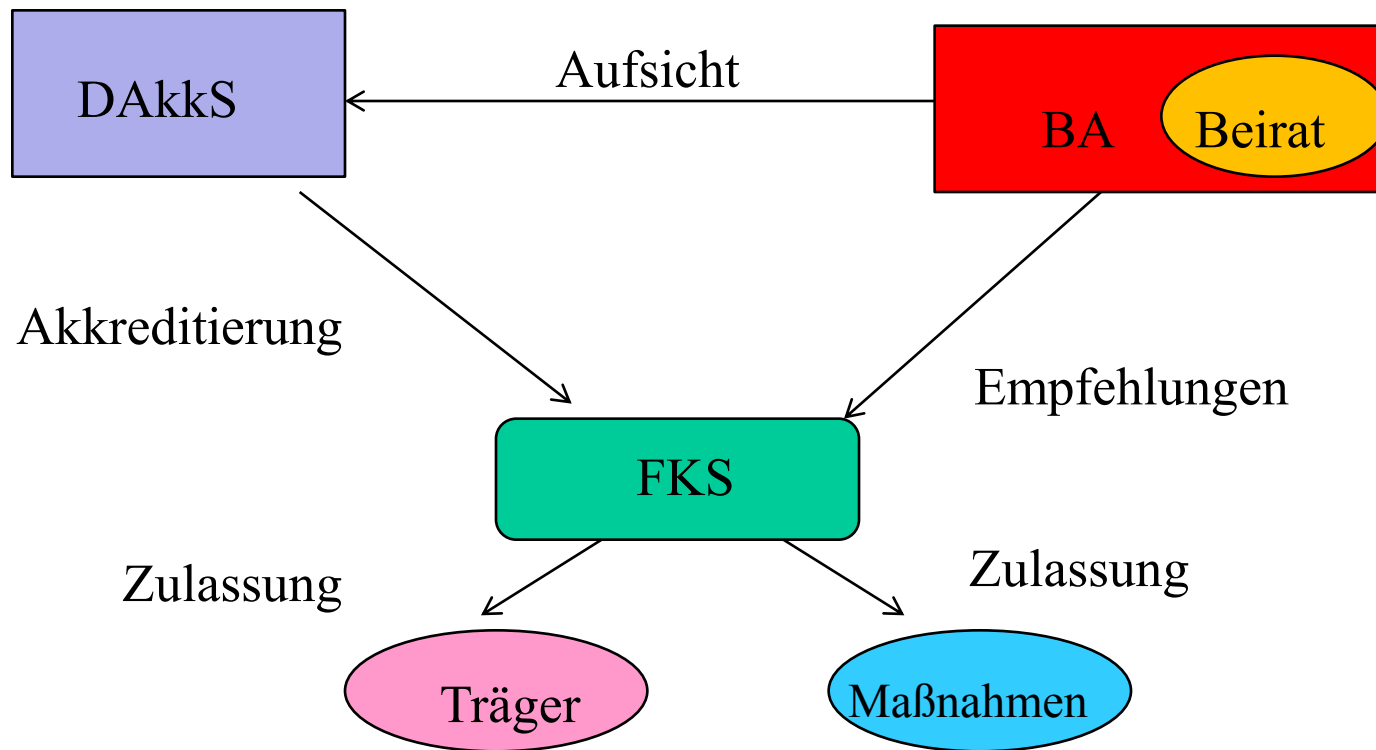 Aufsicht
DAkkS
BA
Beirat
Akkreditierung
Empfehlungen
FKS
Zulassung
Zulassung
Träger
Maßnahmen